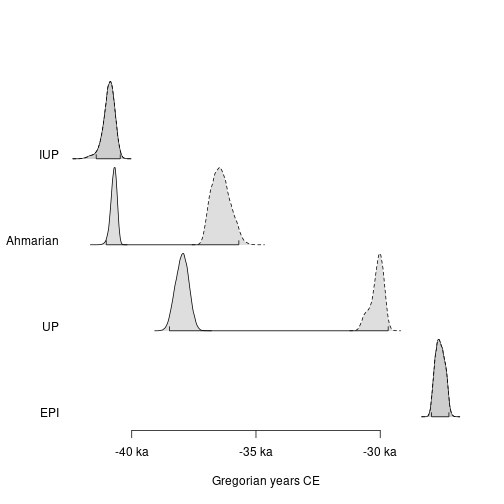 IUP
Ahmarian
UP
EPI
-40 ka -35 ka -30 ka
Gregorian years CE